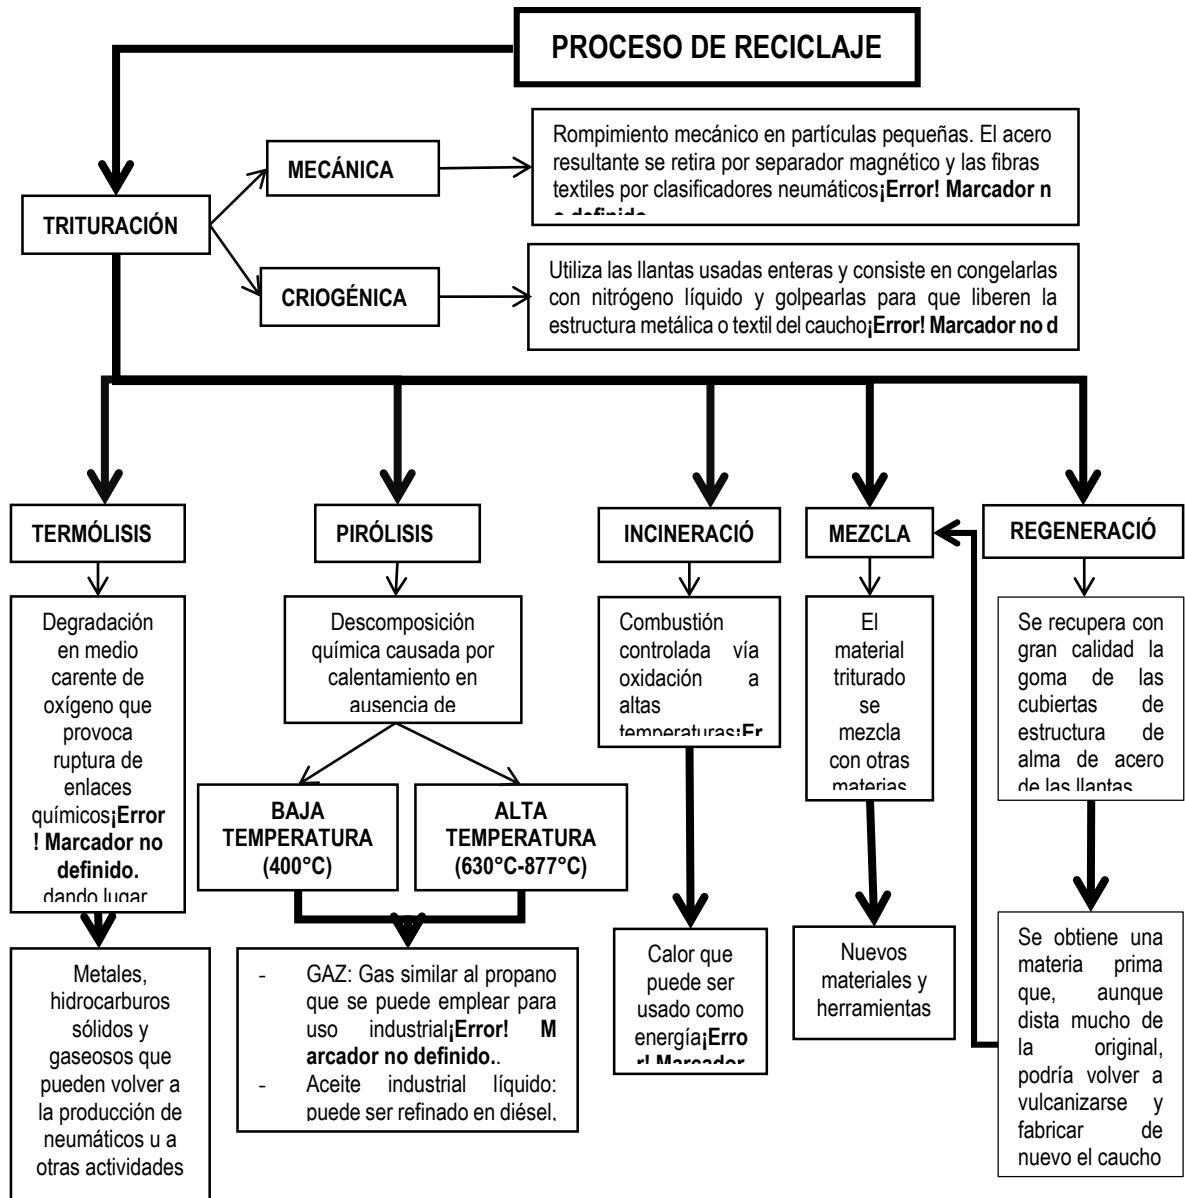 PROCESO DE RECICLAJE
TRITURACIÓN
MECÁNICA
Rompimiento mecánico en partículas pequeñas. El acero
resultante se retira por separador magnético y las fibras
textiles por clasificadores neumáticos¡Error! Marcador n
o definido
CRIOGÉNICA
Utiliza las llantas usadas enteras y consiste en congelarlas
con nitrógeno líquido y golpearlas para que liberen la
estructura metálica o textil del caucho¡Error! Marcador no d
TERMÓLISIS
Degradación
en medio
carente de
oxígeno que
provoca
ruptura de
enlaces
químicos¡Error
! Marcador no
definido.
dando lugar
Metales,
hidrocarburos
sólidos y
gaseosos que
pueden volver a
la producción de
neumáticos u a
otras actividades
PIRÓLISIS
Descomposición
química causada por
calentamiento en
ausencia de
BAJA
TEMPERATURA
(400°C)
ALTA
TEMPERATURA
(630°C-877°C)
- GAZ: Gas similar al propano
que se puede emplear para
uso industrial¡Error! M
arcador no definido..
- Aceite industrial líquido:
puede ser refinado en diésel,
INCINERACIÓ
Combustión
controlada vía
oxidación a
altas
temperaturas¡Er
Calor que
puede ser
usado como
energía¡Erro
r! Marcador
MEZCLA
El
material
triturado
se
mezcla
con otras
materias
Nuevos
materiales y
herramientas
REGENERACIÓ
Se recupera con
gran calidad la
goma de las
cubiertas de
estructura de
alma de acero
de las llantas
Se obtiene una
materia prima
que, aunque
dista mucho de
la original,
podría volver a
vulcanizarse y
fabricar de
nuevo el caucho